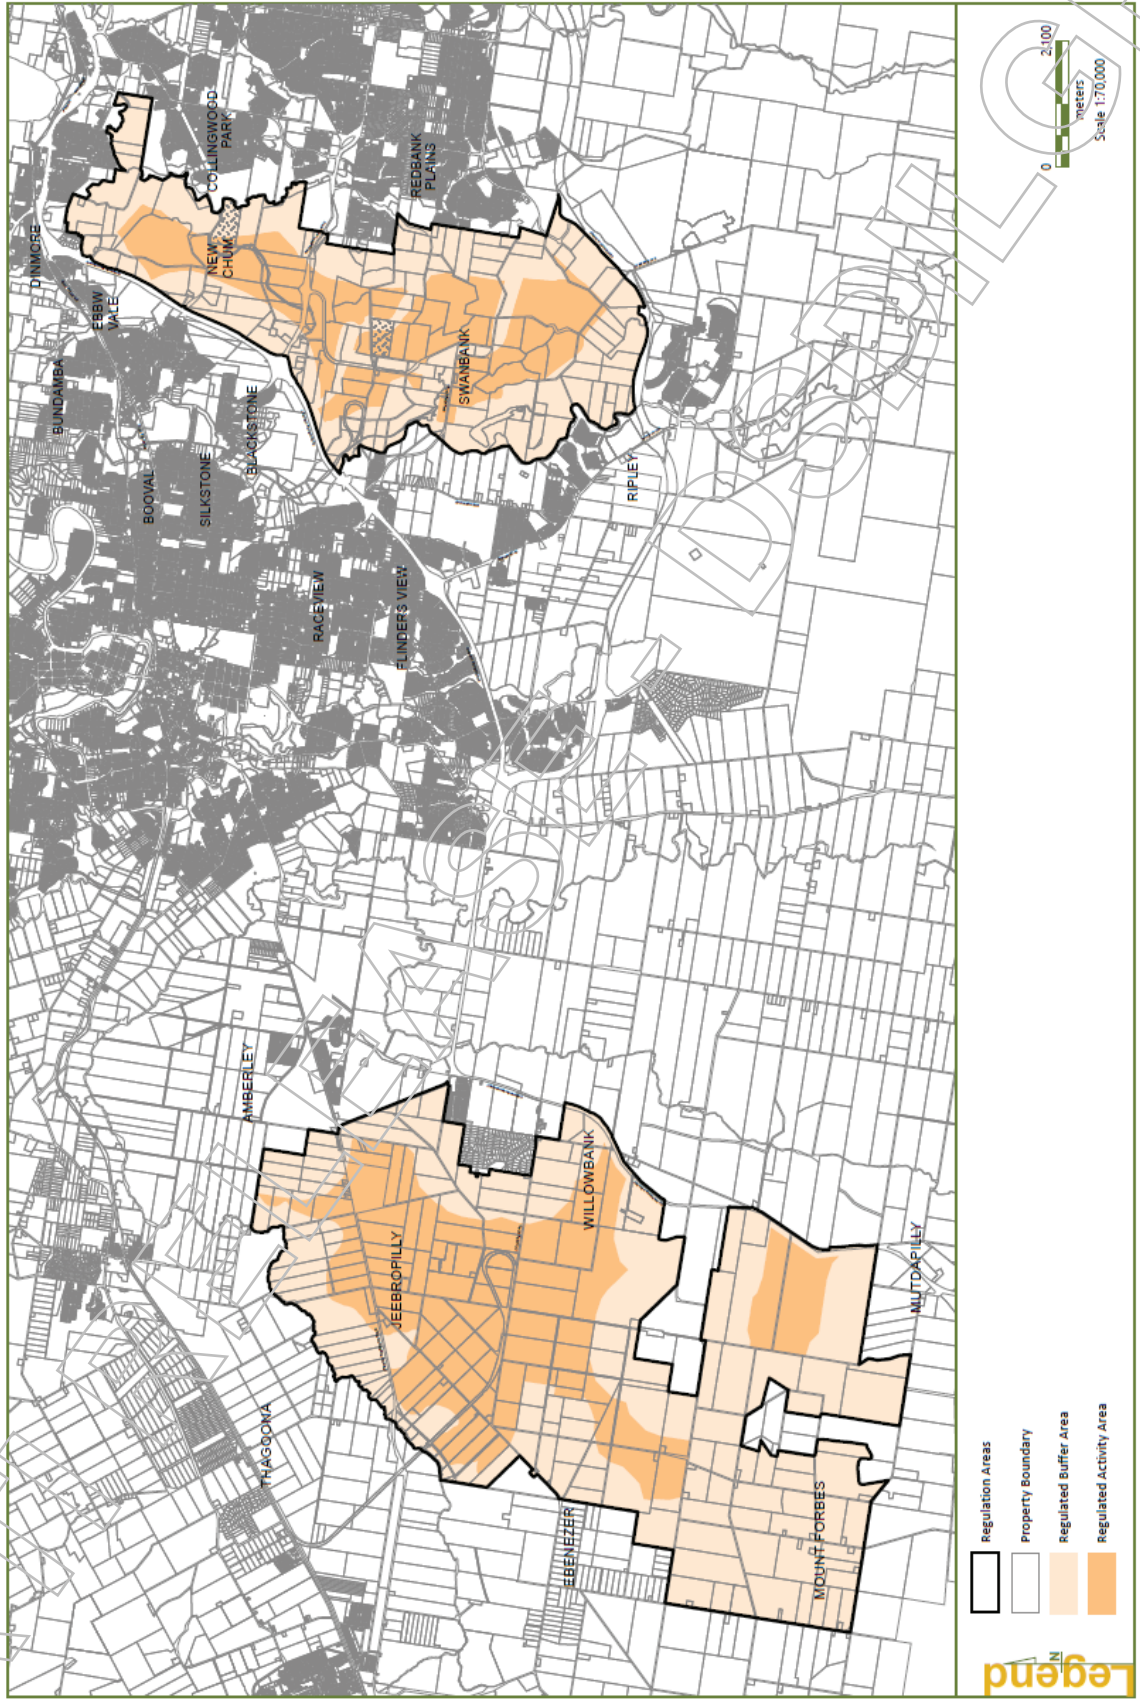 DINMORE
EBBW
VALE
BUNDAMBA
COLLINGWOOD
PARK
NEW
CHUM
BOOVAL
SILKSTONE
BLACKSTONE
REDBANK
PLAINS
SWANBANK
RACEVIEW
FLINDERS VIEW
RIPLEY
AMBERLEY
THAGOONA
JEEBROPILLY
WILLOWBANK
EBENEZER
MOUNT FORBES
MUTDAPILLY
Legend
N
Regulation Areas
Property Boundary
Regulated Buffer Area
Regulated Activity Area
0 2,100
meters
Scale 1:70,000